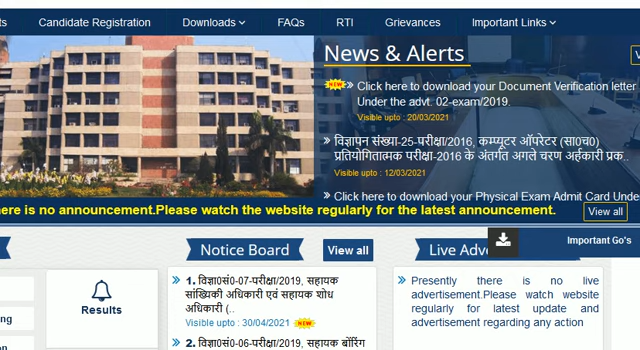 Candidate Registration Downloads FAQs RTI Grievances Important Links
News & Alerts
NEW Click here to download your Document Verification letter
Under the advt. 02-exam/2019.
Visible upto : 20/03/2021
विज्ञापन संख्या-25-परीक्षा/2016, कम्प्यूटर ऑपरेटर (सा0च0)
प्रतियोगितात्मक परीक्षा-2016 के अंतर्गत अगले चरण अर्हकारी प्रक..
Visible upto : 12/03/2021
Click here to download your Physical Exam Admit Card Unde
ere is no announcement.Please watch the website regularly for the latest announcement.
View all
Important Go's
Notice Board
View all
Live Adv
Results
1. विज्ञा0सं0-07-परीक्षा/2019, सहायक
सांख्यिकी अधिकारी एवं सहायक शोध
अधिकारी (..
Visible upto : 30/04/2021 NEW
2. विज्ञा0सं0-06-परीक्षा/2019, सहायक बोरिंग
Presently there is no live
advertisement.Please watch website
regularly for latest update and
advertisement regarding any action